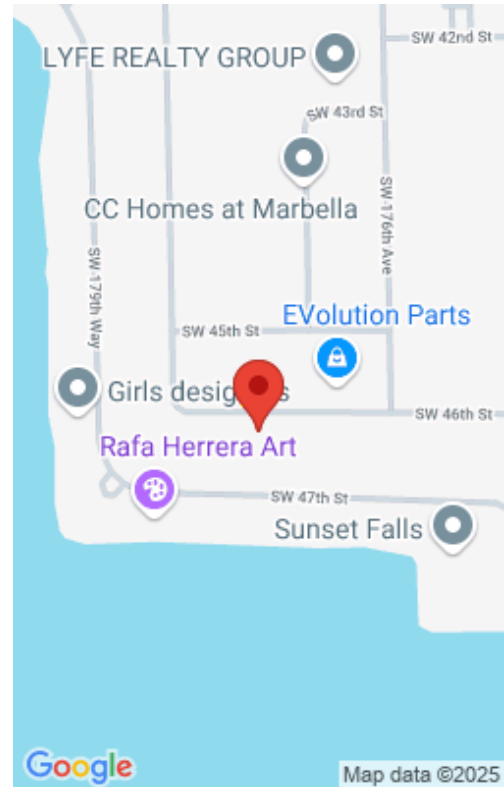 SW 42nd St
LYFE REALTY GROUP
SW 43rd St
CC Homes at Marbella
SW 176th Ave
SW 179th Way
EVolution Parts
SW 45th St
Girls desig s
SW 46th St
Rafa Herrera Art
SW 47th St
Sunset Falls
Google
Map data ©2025